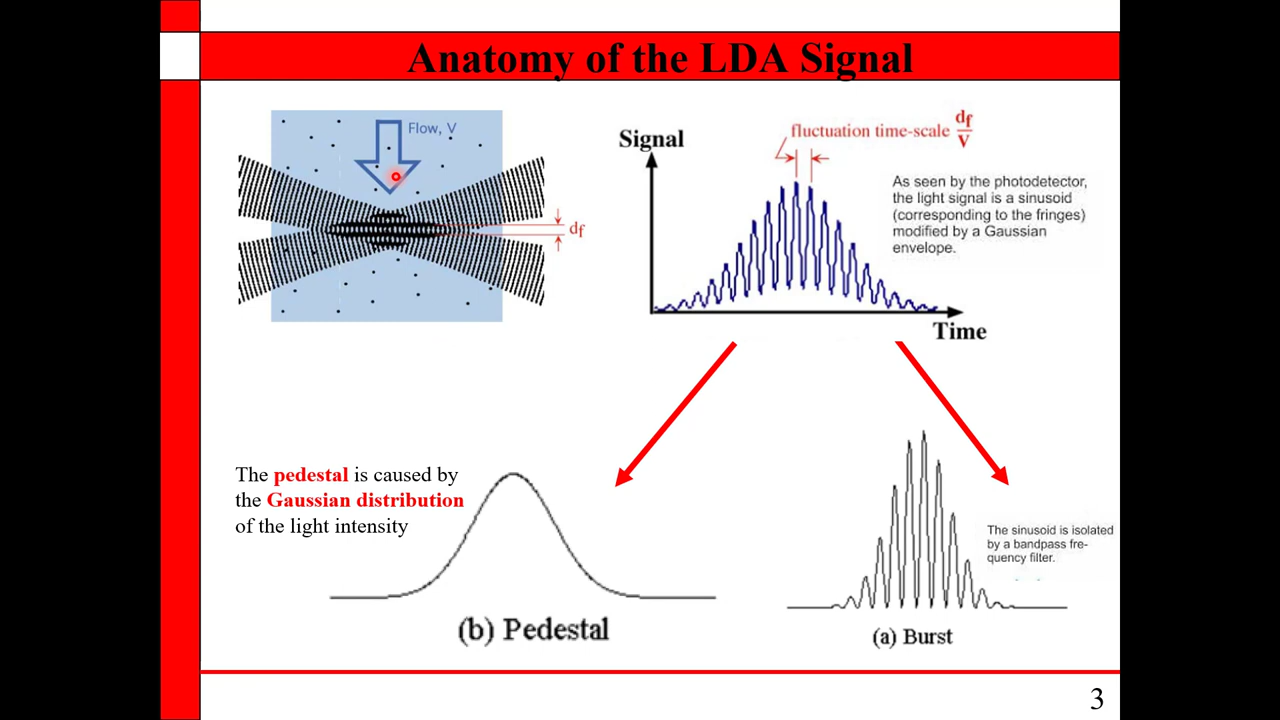 Anatomy of the LDA Signal
Flow, V
df
Signal
fluctuation time-scale df/V
As seen by the photodetector,
the light signal is a sinusoid
(corresponding to the fringes)
modified by a Gaussian
envelope.
Time
The pedestal is caused by
the Gaussian distribution
of the light intensity
(b) Pedestal
The sinusoid is isolated
by a bandpass fre-
quency filter.
(a) Burst
3